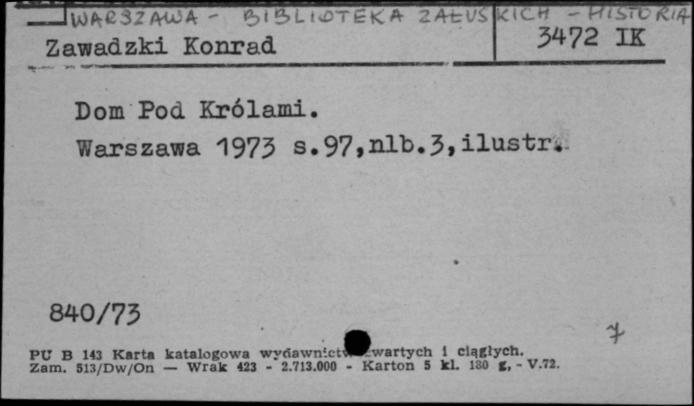 WARSZAWA - BIBLIOTEKA ZAŁUSKICH - HISTORIA
Zawadzki Konrad
3472 IK
Dom Pod Królami.
Warszawa 1973 s.97,nlb.3,ilustr.
840/73
7
PU B 143 Karta katalogowa wydawnictw zwartych i ciągłych.
Zam. 513/Dw/On — Wrak 423 - 2.713.000 - Karton 5 kl. 180 g, - V.72.